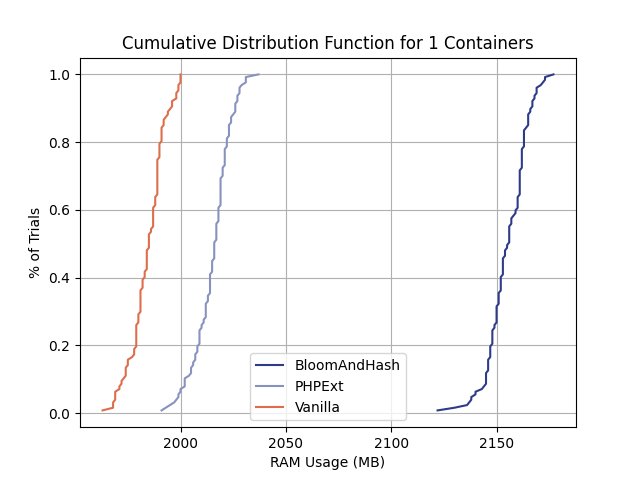 Cumulative Distribution Function for 1 Containers
% of Trials
1.0
0.8
0.6
0.4
0.2
0.0
BloomAndHash
PHPExt
Vanilla
2000 2050 2100 2150
RAM Usage (MB)